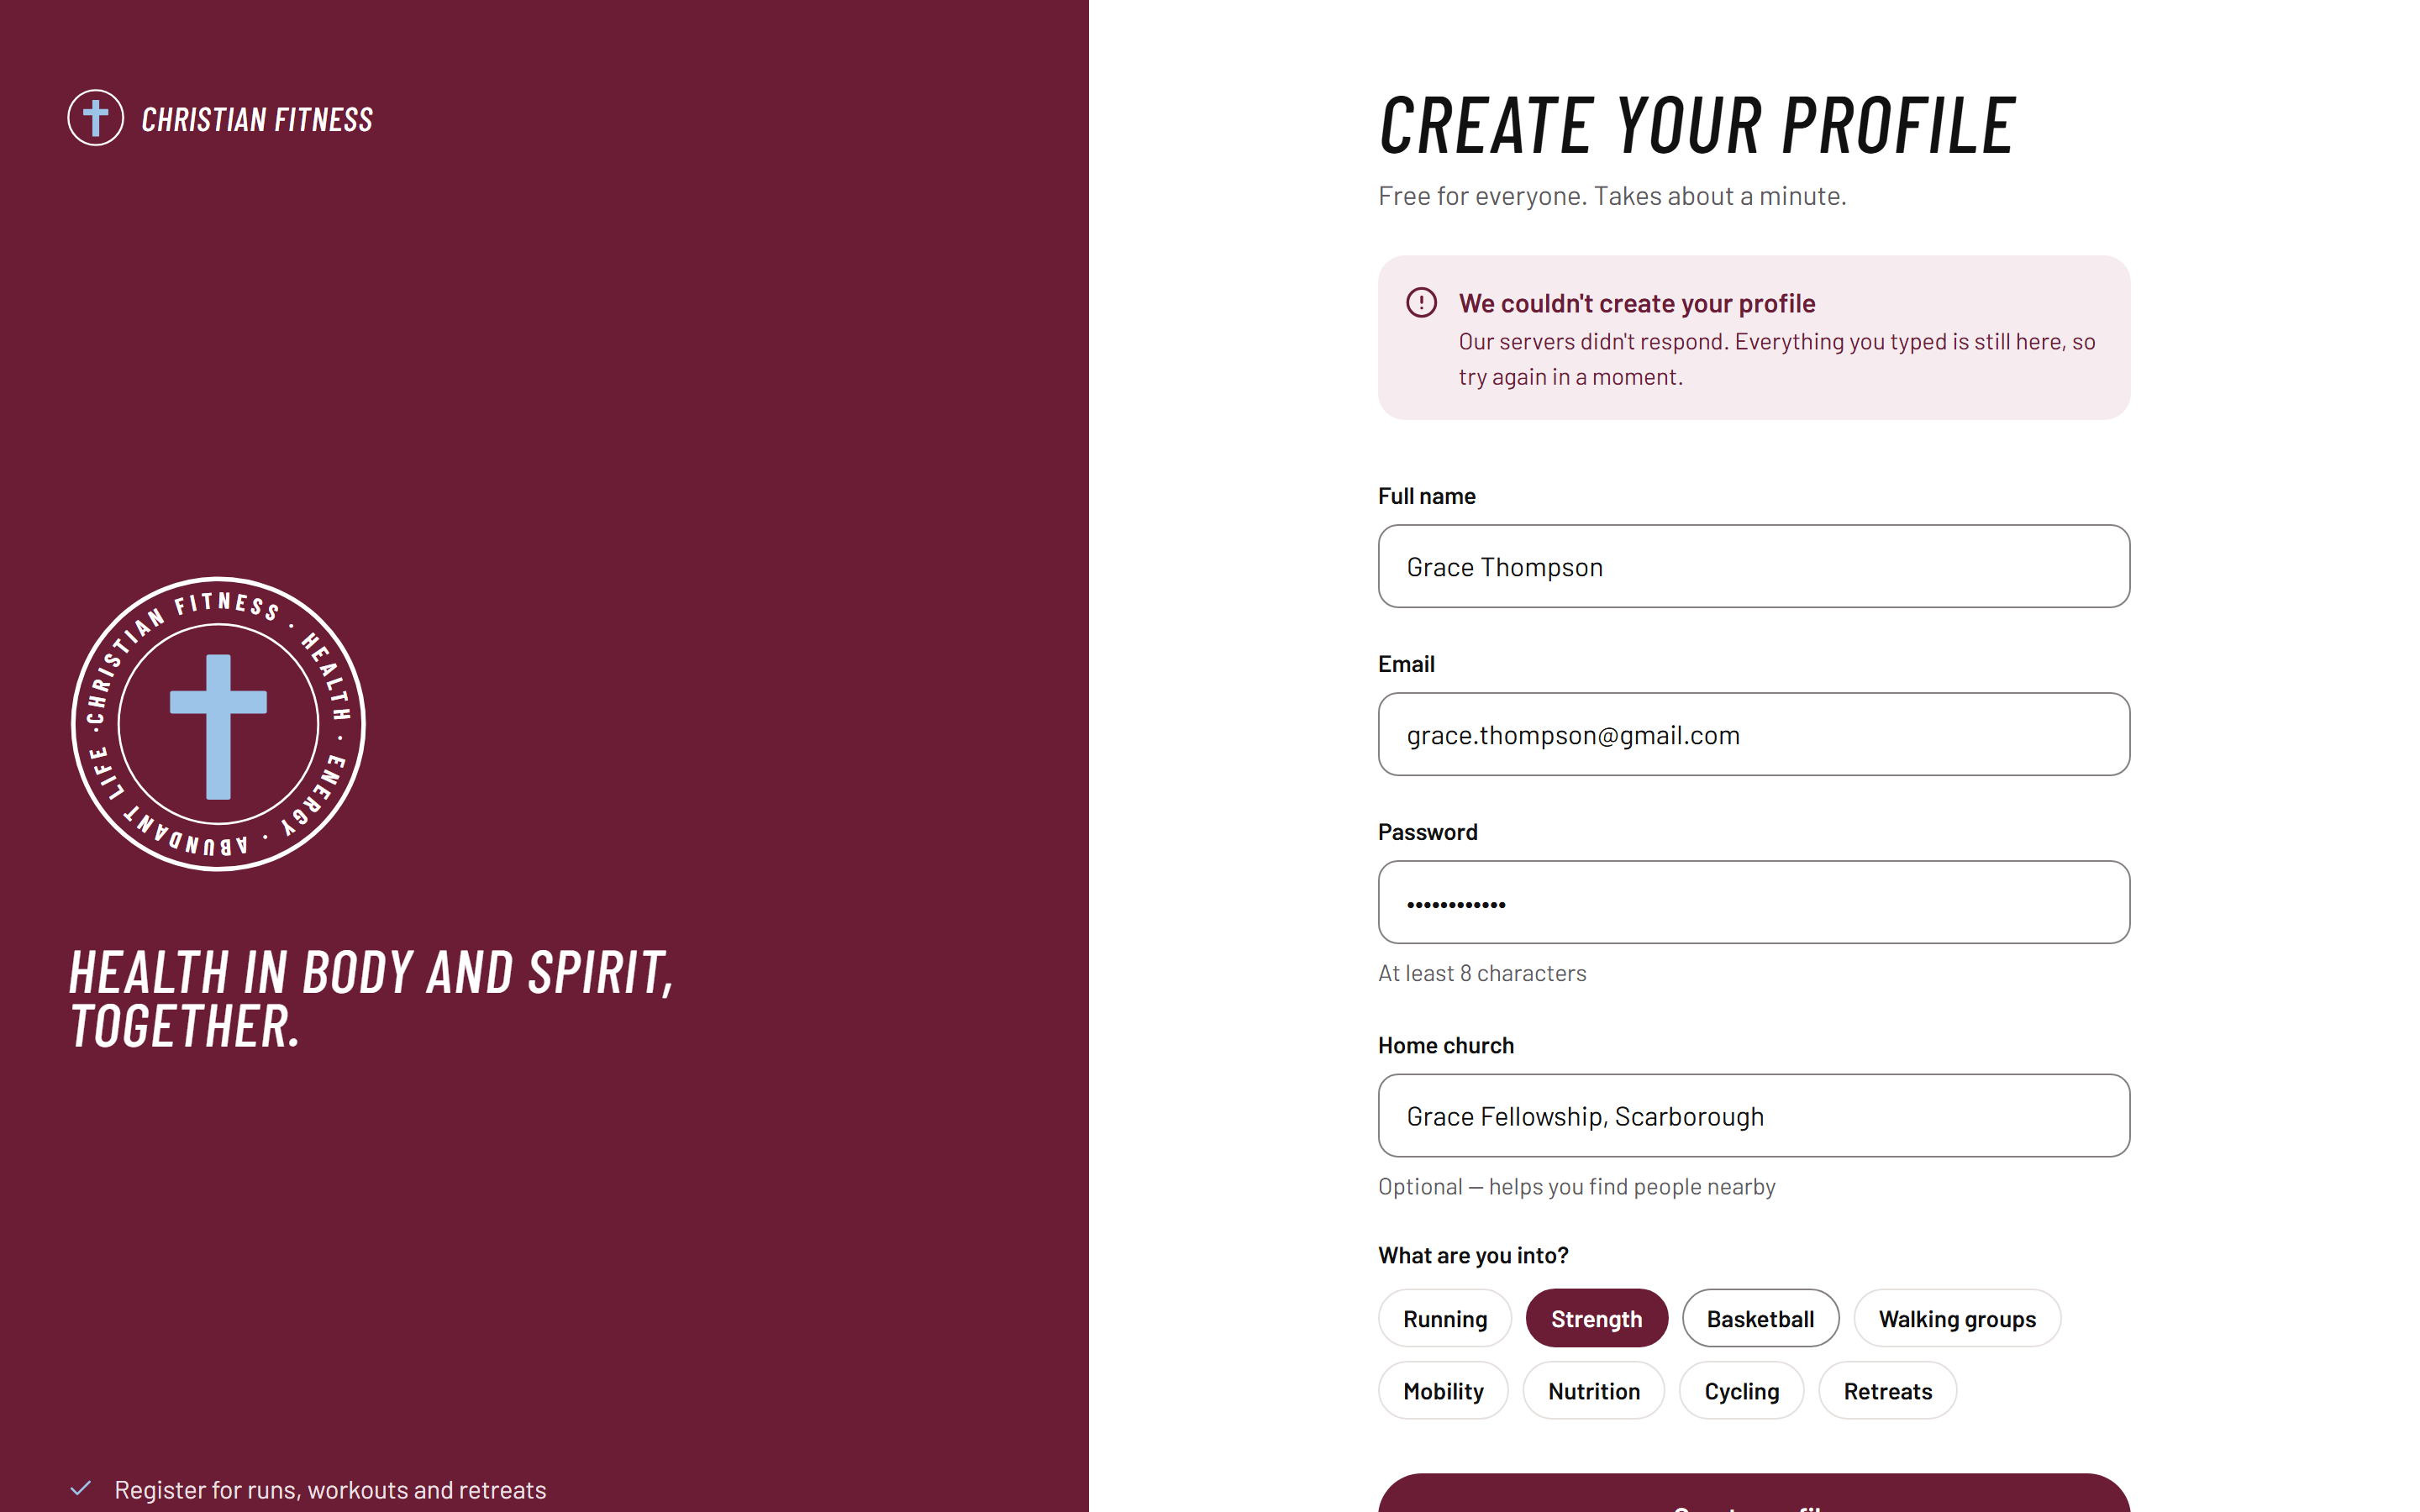 CHRISTIAN FITNESS
CHRISTIAN FITNESS · HEALTH · ENERGY · ABUNDANT LIFE ·
HEALTH IN BODY AND SPIRIT,
TOGETHER.
Register for runs, workouts and retreats
CREATE YOUR PROFILE
Free for everyone. Takes about a minute.
We couldn't create your profile
Our servers didn't respond. Everything you typed is still here, so
try again in a moment.
Full name
Grace Thompson
Email
grace.thompson@gmail.com
Password
••••••••••••
At least 8 characters
Home church
Grace Fellowship, Scarborough
Optional — helps you find people nearby
What are you into?
Running Strength Basketball Walking groups
Mobility Nutrition Cycling Retreats